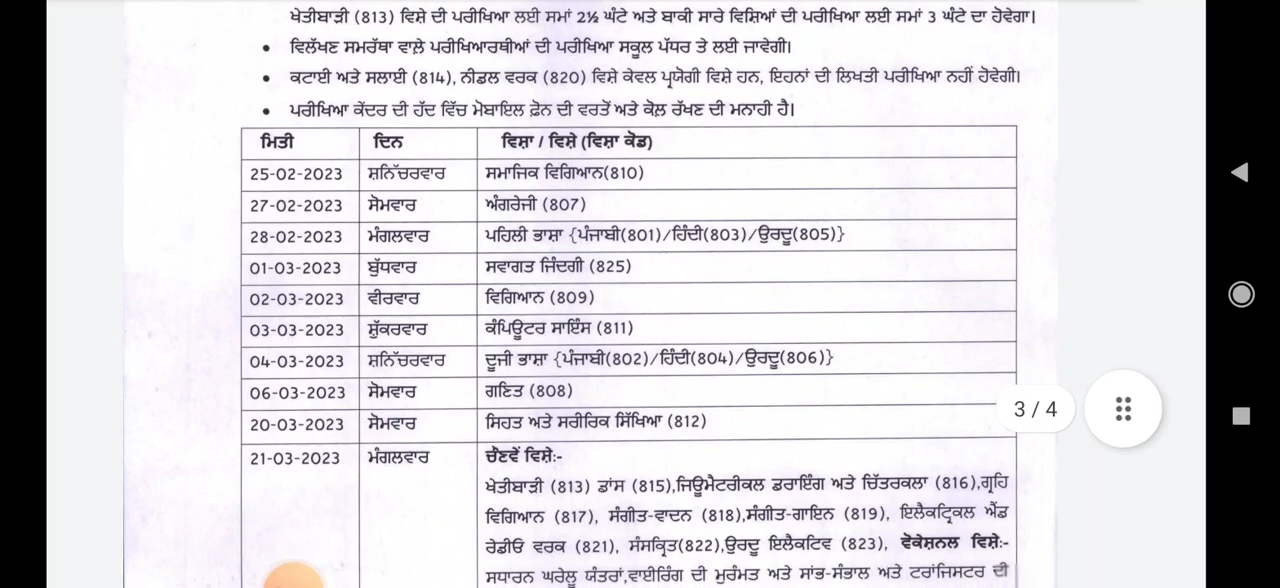 ਖੇਤੀਬਾੜੀ (813) ਵਿਸ਼ੇ ਦੀ ਪਰੀਖਿਆ ਲਈ ਸਮਾਂ 2½ ਘੰਟੇ ਅਤੇ ਬਾਕੀ ਸਾਰੇ ਵਿਸ਼ਿਆਂ ਦੀ ਪਰੀਖਿਆ ਲਈ ਸਮਾਂ 3 ਘੰਟੇ ਦਾ ਹੋਵੇਗਾ।
• ਵਿਲੱਖਣ ਸਮਰੱਥਾ ਵਾਲ਼ੇ ਪਰੀਖਿਆਰਥੀਆਂ ਦੀ ਪਰੀਖਿਆ ਸਕੂਲ ਪੱਧਰ ਤੇ ਲਈ ਜਾਵੇਗੀ।
• ਕਟਾਈ ਅਤੇ ਸਲਾਈ (814), ਨੀਡਲ ਵਰਕ (820) ਵਿਸ਼ੇ ਕੇਵਲ ਪ੍ਰਯੋਗੀ ਵਿਸ਼ੇ ਹਨ, ਇਹਨਾਂ ਦੀ ਲਿਖਤੀ ਪਰੀਖਿਆ ਨਹੀਂ ਹੋਵੇਗੀ।
• ਪਰੀਖਿਆ ਕੇਂਦਰ ਦੀ ਹੱਦ ਵਿੱਚ ਮੋਬਾਇਲ ਫ਼ੋਨ ਦੀ ਵਰਤੋਂ ਅਤੇ ਕੋਲ਼ ਰੱਖਣ ਦੀ ਮਨਾਹੀ ਹੈ।
ਮਿਤੀ ਦਿਨ ਵਿਸ਼ਾ / ਵਿਸ਼ੇ (ਵਿਸ਼ਾ ਕੋਡ)
25-02-2023 ਸ਼ਨਿੱਚਰਵਾਰ ਸਮਾਜਿਕ ਵਿਗਿਆਨ(810)
27-02-2023 ਸੋਮਵਾਰ ਅੰਗਰੇਜੀ (807)
28-02-2023 ਮੰਗਲਵਾਰ ਪਹਿਲੀ ਭਾਸ਼ਾ {ਪੰਜਾਬੀ(801)/ਹਿੰਦੀ(803)/ਉਰਦੂ(805)}
01-03-2023 ਬੁੱਧਵਾਰ ਸਵਾਗਤ ਜਿੰਦਗੀ (825)
02-03-2023 ਵੀਰਵਾਰ ਵਿਗਿਆਨ (809)
03-03-2023 ਸ਼ੁੱਕਰਵਾਰ ਕੰਪਿਊਟਰ ਸਾਇੰਸ (811)
04-03-2023 ਸ਼ਨਿੱਚਰਵਾਰ ਦੂਜੀ ਭਾਸ਼ਾ {ਪੰਜਾਬੀ(802)/ਹਿੰਦੀ(804)/ਉਰਦੂ(806)}
06-03-2023 ਸੋਮਵਾਰ ਗਣਿਤ (808)
3 / 4
20-03-2023 ਸੋਮਵਾਰ ਸਿਹਤ ਅਤੇ ਸਰੀਰਿਕ ਸਿੱਖਿਆ (812)
21-03-2023 ਮੰਗਲਵਾਰ ਚੋਣਵੇਂ ਵਿਸ਼ੇ:-
ਖੇਤੀਬਾੜੀ (813) ਡਾਂਸ (815),ਜਿਊਮੈਟਰੀਕਲ ਡਰਾਇੰਗ ਅਤੇ ਚਿੱਤਰਕਲਾ (816),ਗ੍ਰਹਿ
ਵਿਗਿਆਨ (817), ਸੰਗੀਤ-ਵਾਦਨ (818),ਸੰਗੀਤ-ਗਾਇਨ (819), ਇਲੈਕਟ੍ਰਿਕਲ ਐਂਡ
ਰੇਡੀਓ ਵਰਕ (821), ਸੰਸਕ੍ਰਿਤ(822),ਉਰਦੂ ਇਲੈਕਟਿਵ (823), ਵੋਕੇਸ਼ਨਲ ਵਿਸ਼ੇ:-
ਸਧਾਰਨ ਘਰੇਲੂ ਯੰਤਰਾਂ,ਵਾਈਰਿੰਗ ਦੀ ਮੁਰੰਮਤ ਅਤੇ ਸਾਂਭ-ਸੰਭਾਲ ਅਤੇ ਟਰਾਂਜਿਸਟਰ ਦੀ